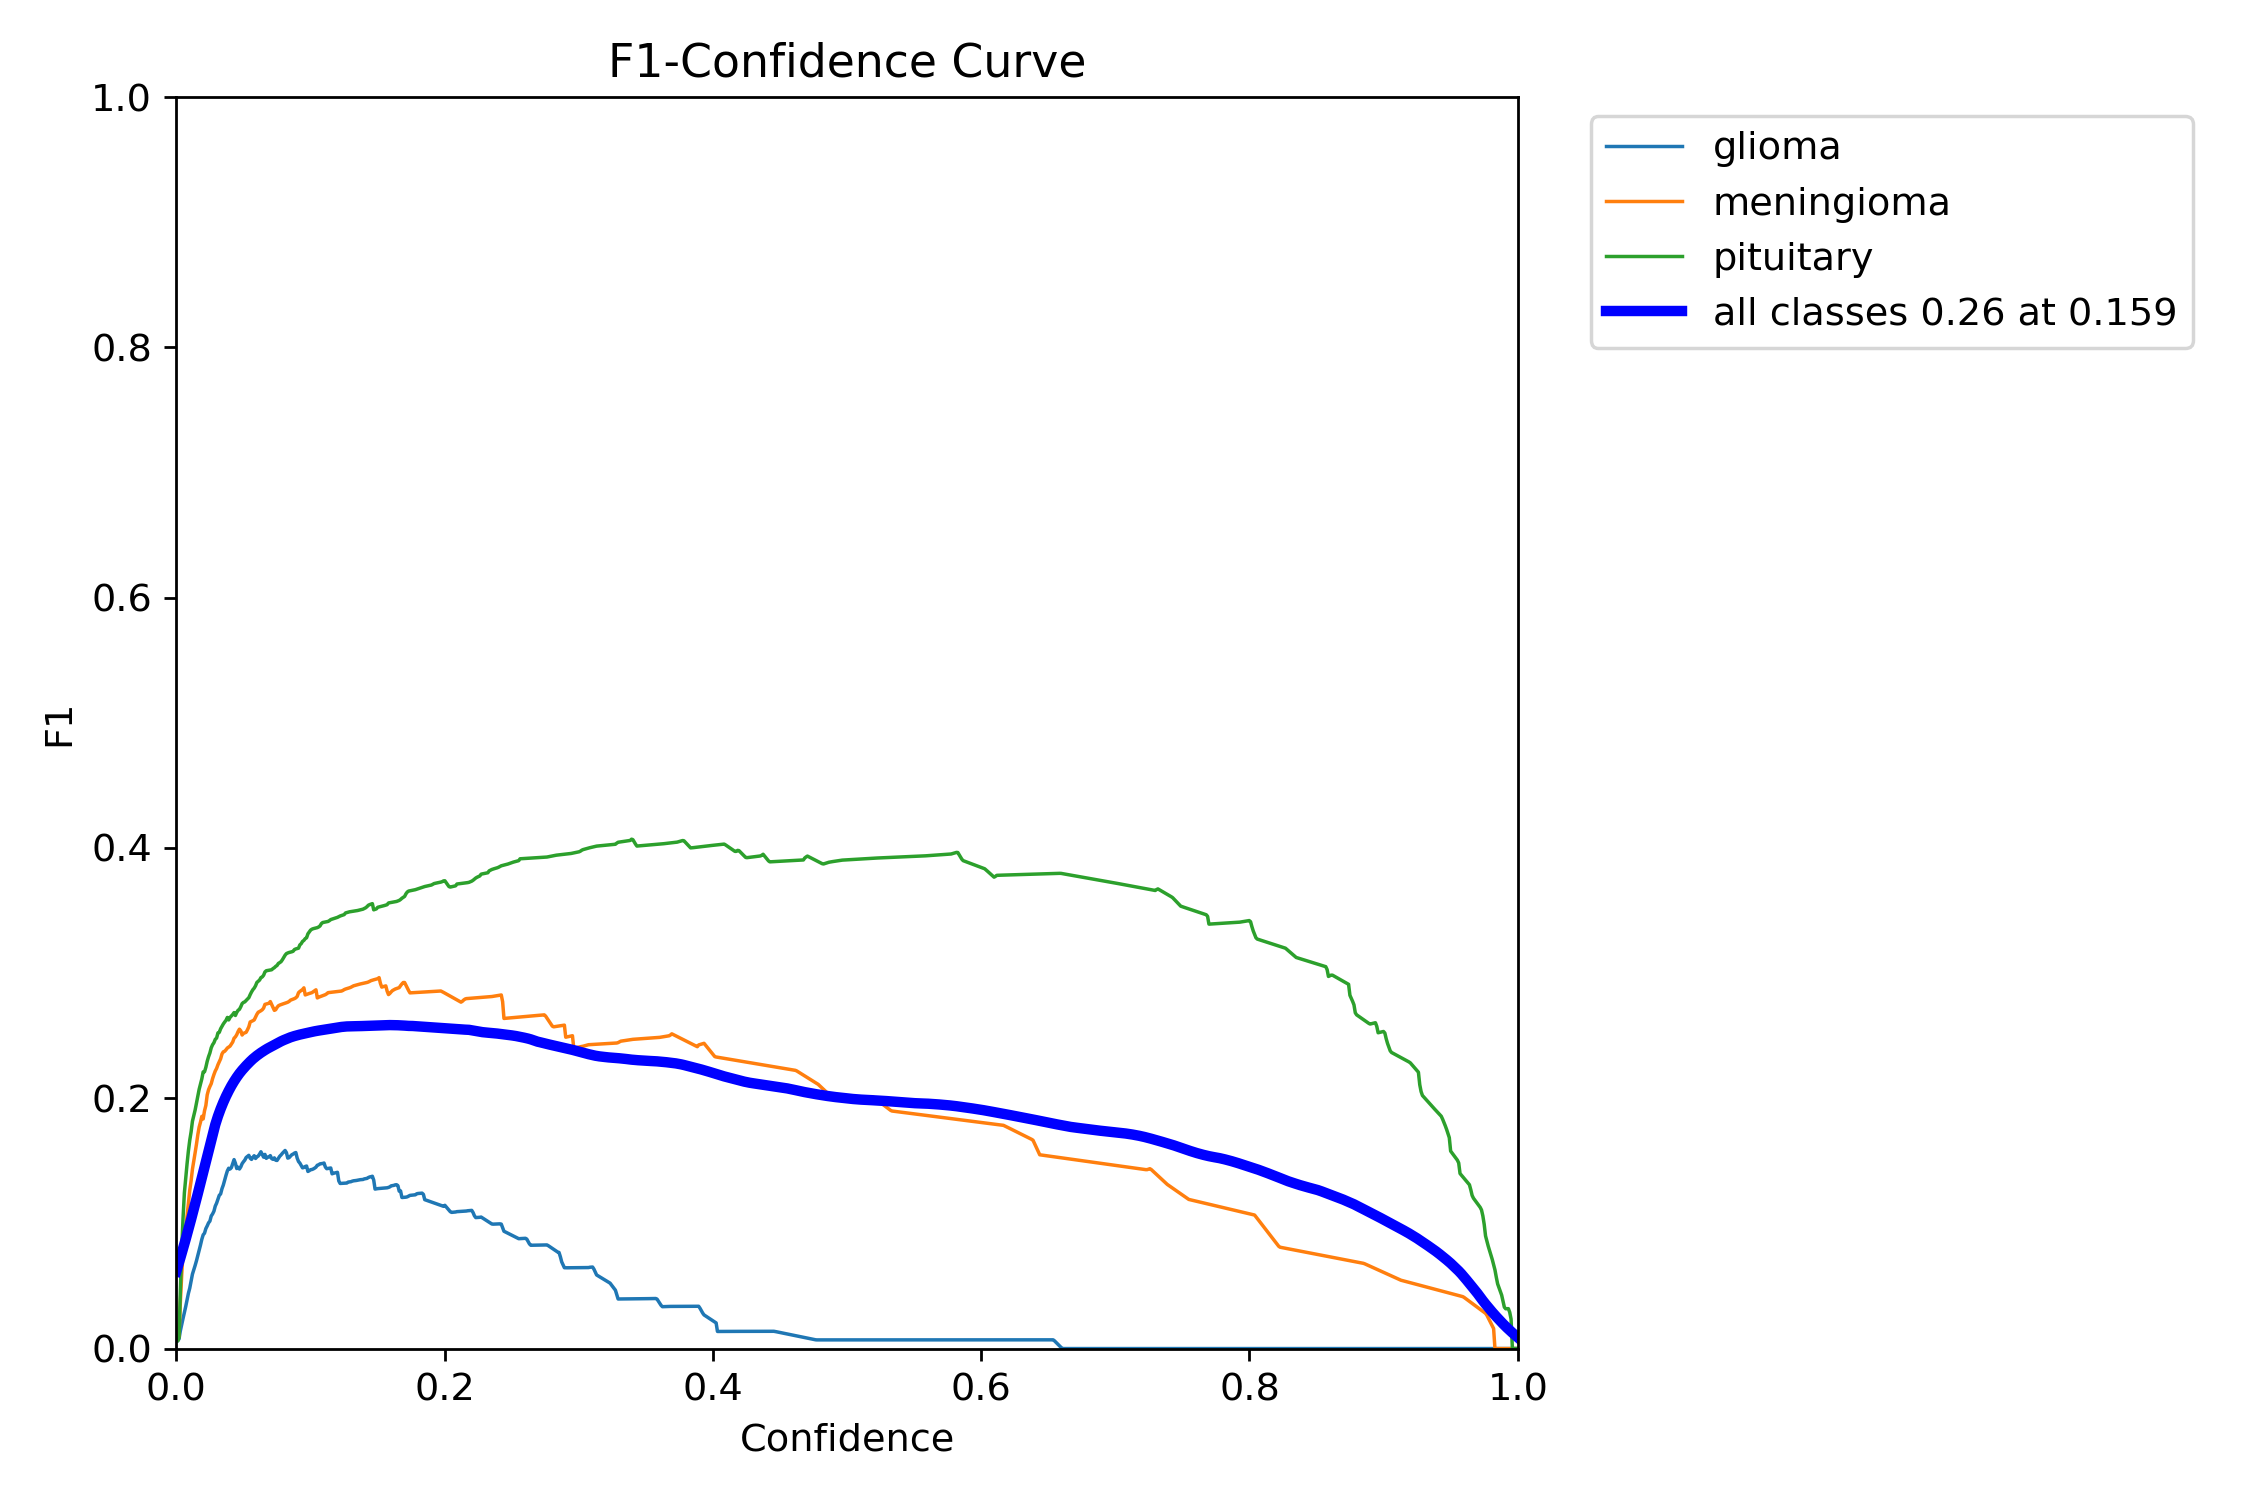 F1-Confidence Curve
1.0
0.8
0.6
0.4
0.2
0.0
F1
0.0 0.2 0.4 0.6 0.8 1.0
Confidence
glioma
meningioma
pituitary
all classes 0.26 at 0.159